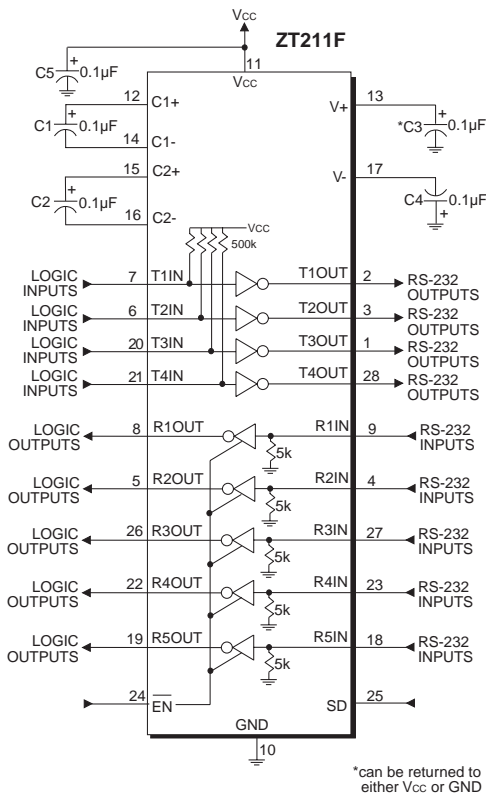 VCC
ZT211F
11
VCC
C5 + 0.1µF
12 C1+
C1 + 0.1µF
14 C1-
15 C2+
C2 + 0.1µF
16 C2-
V+ 13
*C3 + 0.1µF
V- 17
C4 0.1µF
+
VCC
500k
LOGIC INPUTS 7 T1IN T1OUT 2 RS-232 OUTPUTS
LOGIC INPUTS 6 T2IN T2OUT 3 RS-232 OUTPUTS
LOGIC INPUTS 20 T3IN T3OUT 1 RS-232 OUTPUTS
LOGIC INPUTS 21 T4IN T4OUT 28 RS-232 OUTPUTS
LOGIC OUTPUTS 8 R1OUT R1IN 9 RS-232 INPUTS
5k
LOGIC OUTPUTS 5 R2OUT R2IN 4 RS-232 INPUTS
5k
LOGIC OUTPUTS 26 R3OUT R3IN 27 RS-232 INPUTS
5k
LOGIC OUTPUTS 22 R4OUT R4IN 23 RS-232 INPUTS
5k
LOGIC OUTPUTS 19 R5OUT R5IN 18 RS-232 INPUTS
5k
24 EN SD 25
GND
10
*can be returned to
either VCC or GND